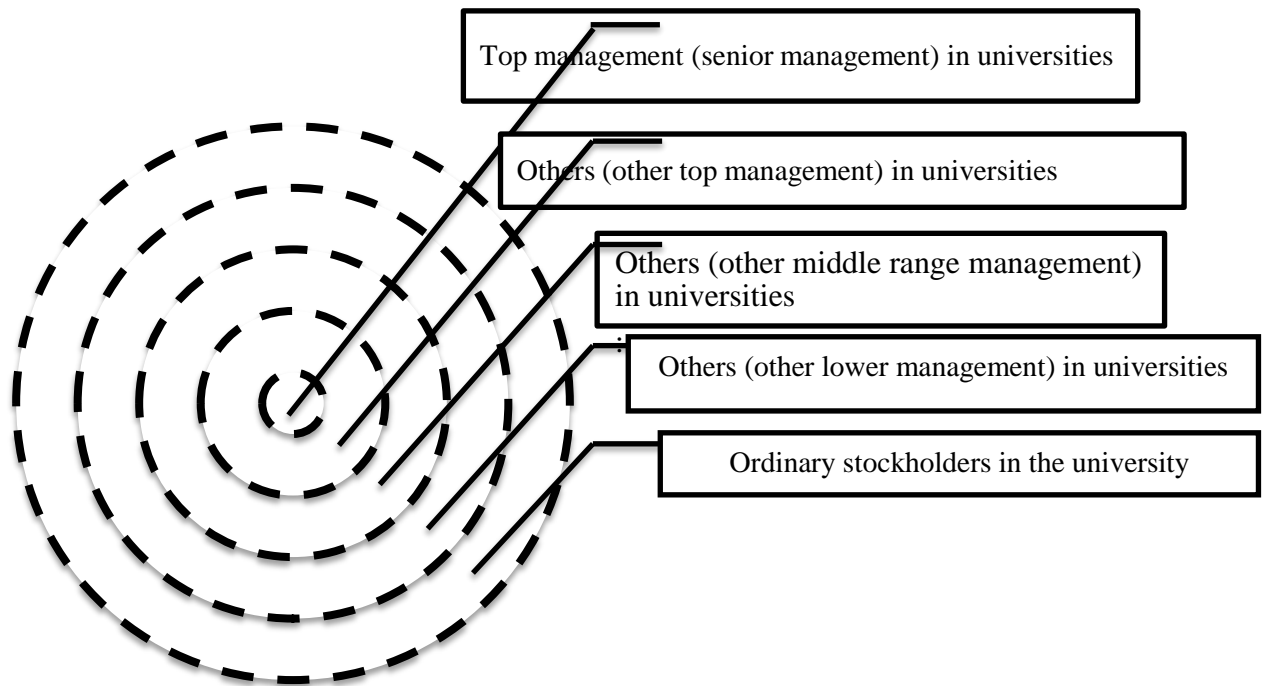 Top management (senior management) in universities
Others (other top management) in universities
Others (other middle range management)
in universities
:
Others (other lower management) in universities
Ordinary stockholders in the university